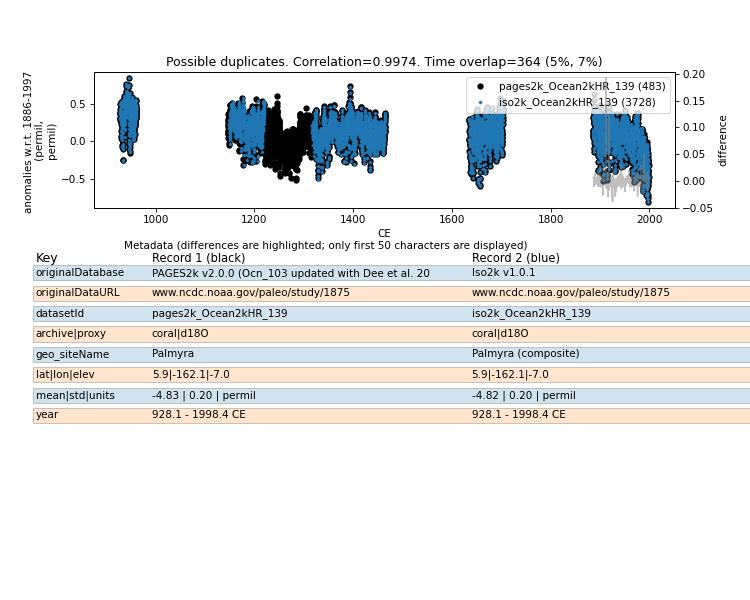 Possible duplicates. Correlation=0.9974. Time overlap=364 (5%, 7%)
anomalies w.r.t. 1886-1997
(permil,
permil)
0.5
0.0
−0.5
pages2k_Ocean2kHR_139 (483)
iso2k_Ocean2kHR_139 (3728)
0.20
0.15
0.10
0.05
0.00
−0.05
difference
1000 1200 1400 1600 1800 2000
CE
Metadata (differences are highlighted; only first 50 characters are displayed)
Key Record 1 (black) Record 2 (blue)
originalDatabase PAGES2k v2.0.0 (Ocn_103 updated with Dee et al. 20 Iso2k v1.0.1
originalDataURL www.ncdc.noaa.gov/paleo/study/1875 www.ncdc.noaa.gov/paleo/study/1875
datasetId pages2k_Ocean2kHR_139 iso2k_Ocean2kHR_139
archive|proxy coral|d18O coral|d18O
geo_siteName Palmyra Palmyra (composite)
lat|lon|elev 5.9|-162.1|-7.0 5.9|-162.1|-7.0
mean|std|units -4.83 | 0.20 | permil -4.82 | 0.20 | permil
year 928.1 - 1998.4 CE 928.1 - 1998.4 CE